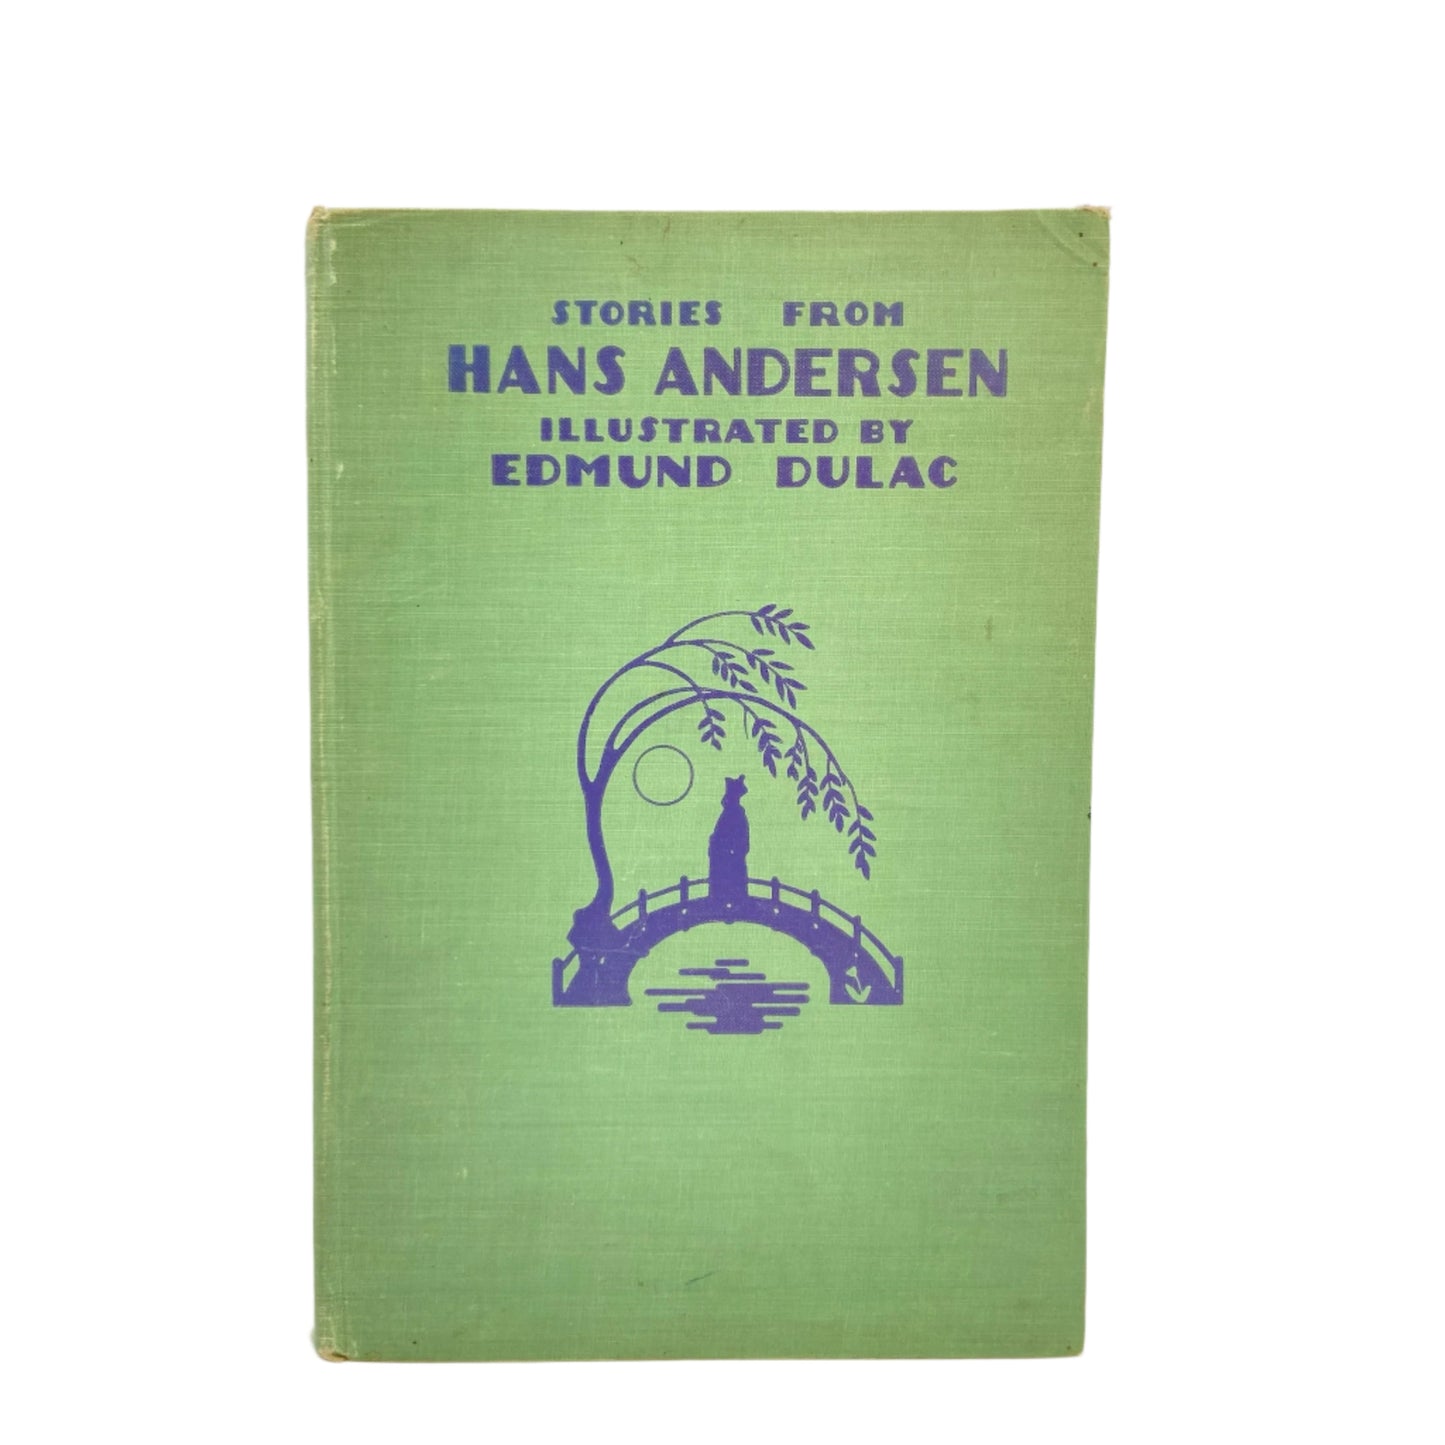 STORIES FROM
HANS ANDERSEN
ILLUSTRATED BY
EDMUND DULAC